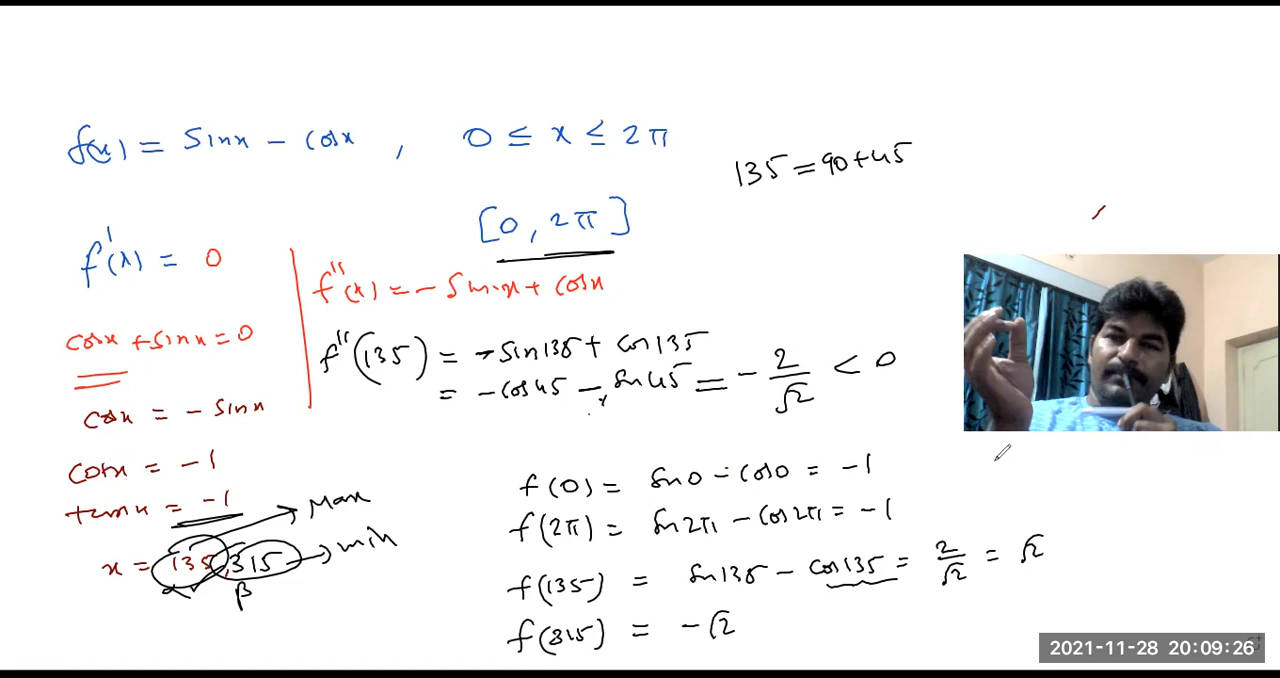 f(x) = sinx - cosx , 0 ≤ x ≤ 2π
135 = 90+45
[0, 2π]
f'(x) = 0
cosx + sinx = 0
cosx = - sinx
cotx = -1
tanx = -1
x = 135, 315
Max
min
β
f''(x) = - sinx + cosx
f''(135) = - sin135 + cos135
= - cos45 - sin45 = - 2/√2 < 0
f(0) = sin0 - cos0 = -1
f(2π) = sin2π - cos2π = -1
f(135) = sin135 - cos135 = 2/√2 = √2
f(315) = -√2
2021-11-28 20:09:26